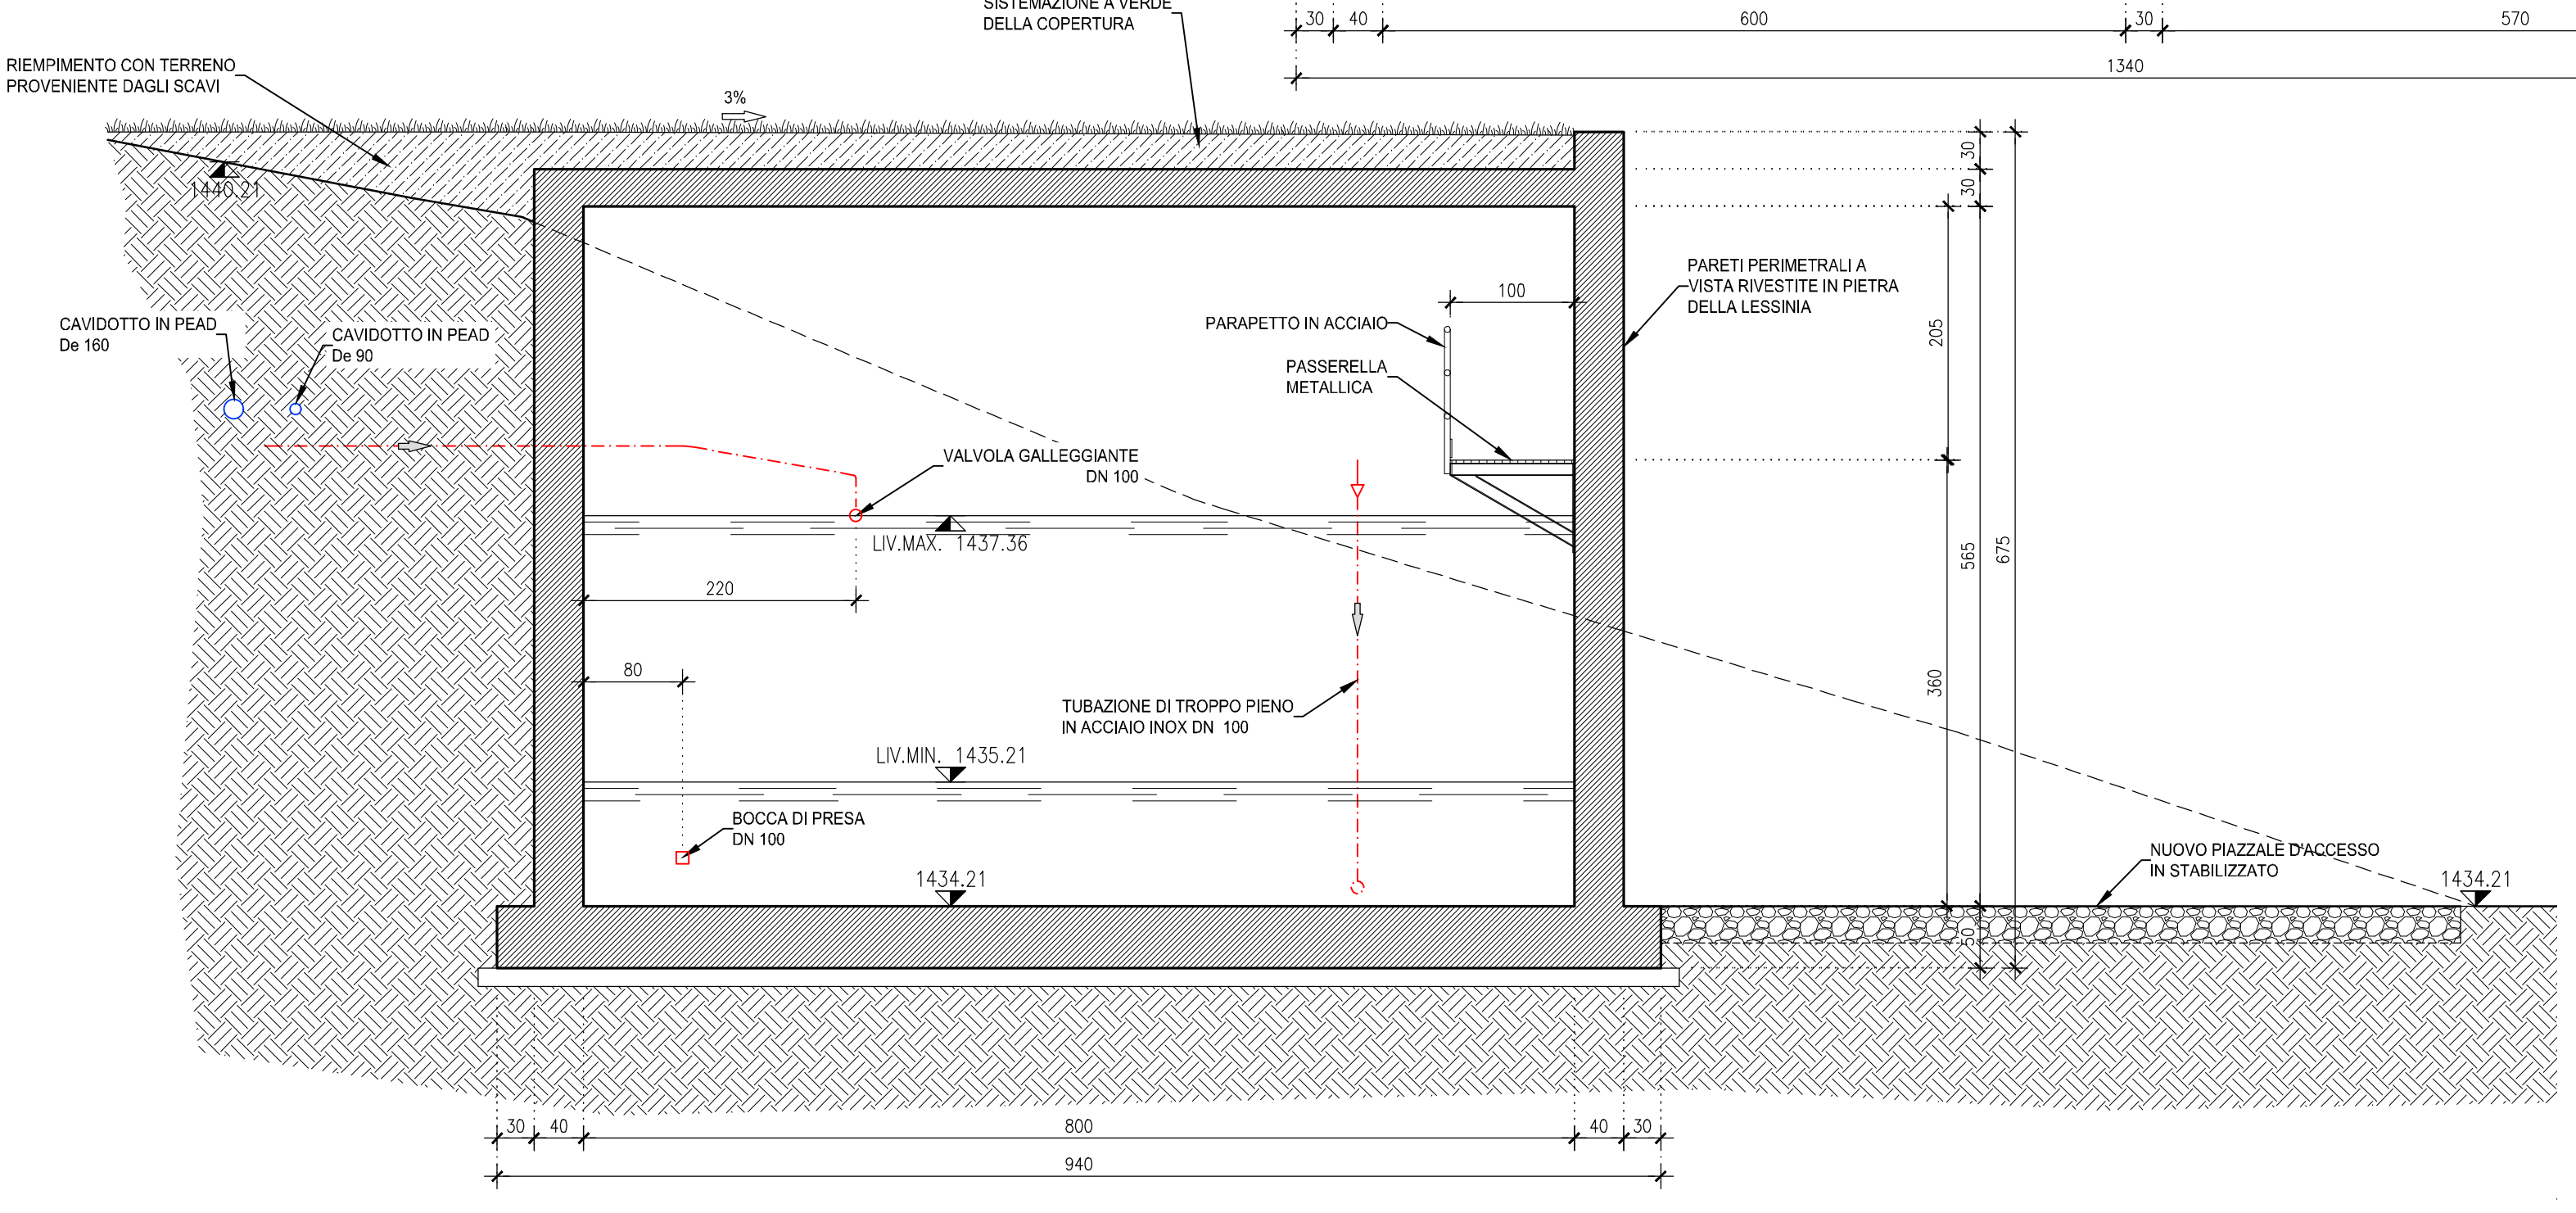 SISTEMAZIONE A VERDE
DELLA COPERTURA
30 40 600 30 570
1340
RIEMPIMENTO CON TERRENO
PROVENIENTE DAGLI SCAVI
3%
1440.21
30
30
CAVIDOTTO IN PEAD
De 160
CAVIDOTTO IN PEAD
De 90
100
PARAPETTO IN ACCIAIO
PASSERELLA
METALLICA
PARETI PERIMETRALI A
VISTA RIVESTITE IN PIETRA
DELLA LESSINIA
205
VALVOLA GALLEGGIANTE
DN 100
LIV.MAX. 1437.36
565
675
220
80
360
TUBAZIONE DI TROPPO PIENO
IN ACCIAIO INOX DN 100
LIV.MIN. 1435.21
BOCCA DI PRESA
DN 100
1434.21
NUOVO PIAZZALE D'ACCESSO
IN STABILIZZATO
1434.21
50
30 40 800 40 30
940